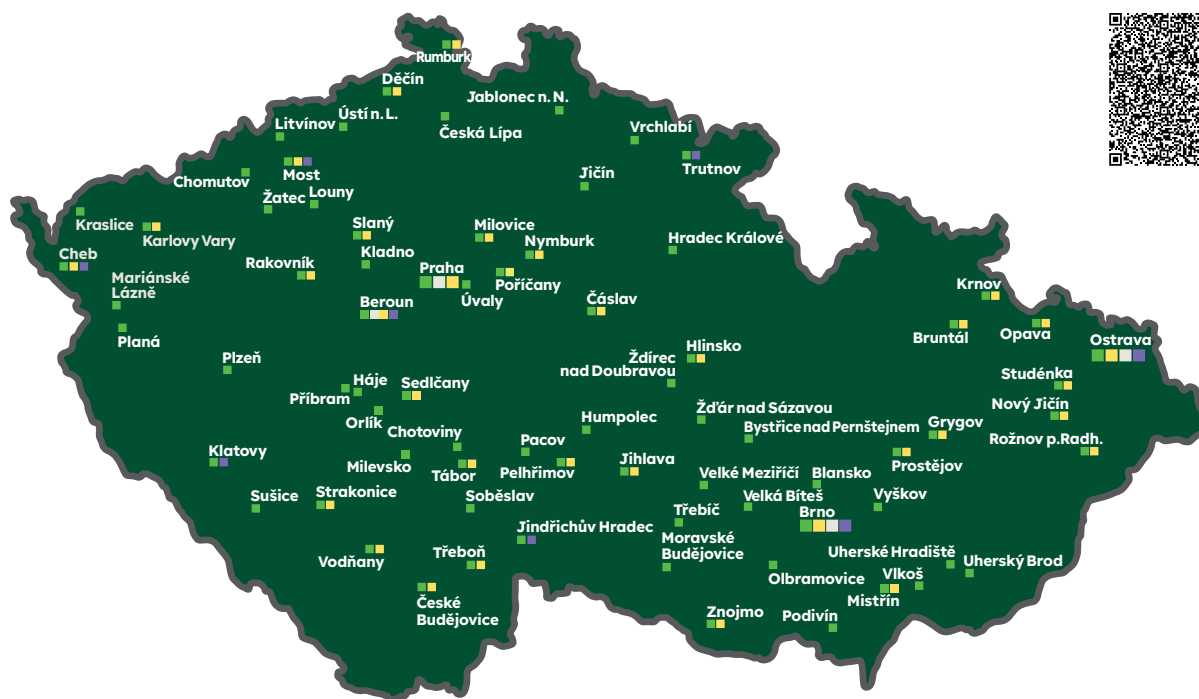 Rumburk
Děčín
Jablonec n. N.
Ústí n. L.
Česká Lípa
Litvínov
Vrchlabí
Most
Trutnov
Chomutov
Jičín
Žatec
Louny
Kraslice
Karlovy Vary
Slaný
Milovice
Nymburk
Hradec Králové
Cheb
Kladno
Rakovník
Praha
Poříčany
Mariánské
Lázně
Úvaly
Krnov
Beroun
Čáslav
Planá
Bruntál
Opava
Ostrava
Hlinsko
Plzeň
Ždírec
nad Doubravou
Studénka
Háje
Sedlčany
Příbram
Nový Jičín
Orlík
Humpolec
Žďár nad Sázavou
Bystřice nad Pernštejnem
Grygov
Chotoviny
Rožnov p.Radh.
Klatovy
Pacov
Milevsko
Tábor
Pelhřimov
Jihlava
Prostějov
Velké Meziříčí
Blansko
Sušice
Strakonice
Soběslav
Velká Bíteš
Vyškov
Třebíč
Brno
Jindřichův Hradec
Moravské
Budějovice
Vodňany
Třeboň
Uherské Hradiště
Uherský Brod
Olbramovice
Vlkoš
Mistřín
České
Budějovice
Znojmo
Podivín